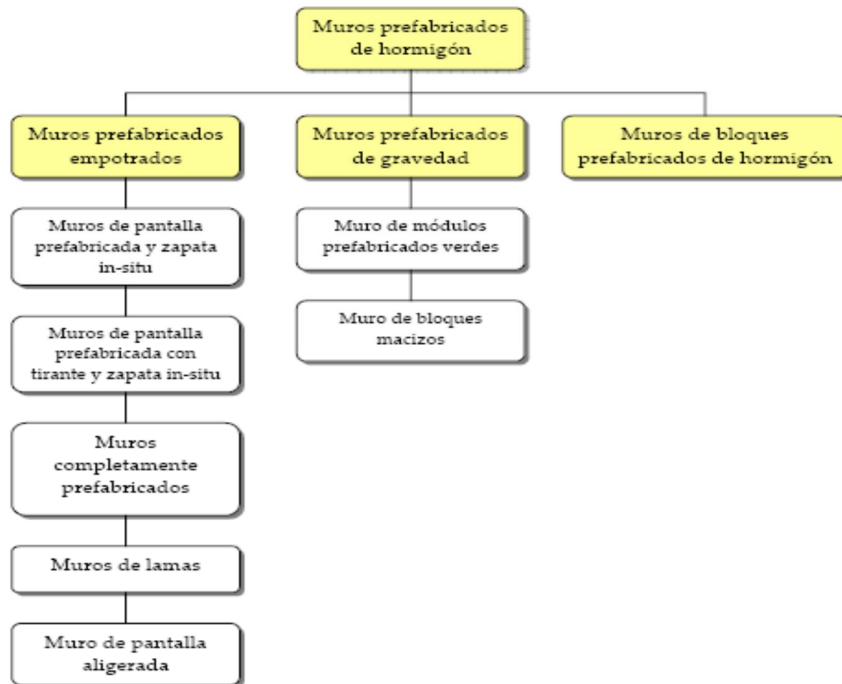 Muros prefabricados
de hormigón
Muros prefabricados
empotrados
Muros prefabricados
de gravedad
Muros de bloques
prefabricados de hormigón
Muros de pantalla
prefabricada y zapata
in-situ
Muro de módulos
prefabricados verdes
Muros de pantalla
prefabricada con
tirante y zapata in-situ
Muro de bloques
macizos
Muros
completamente
prefabricados
Muros de lamas
Muro de pantalla
aligerada